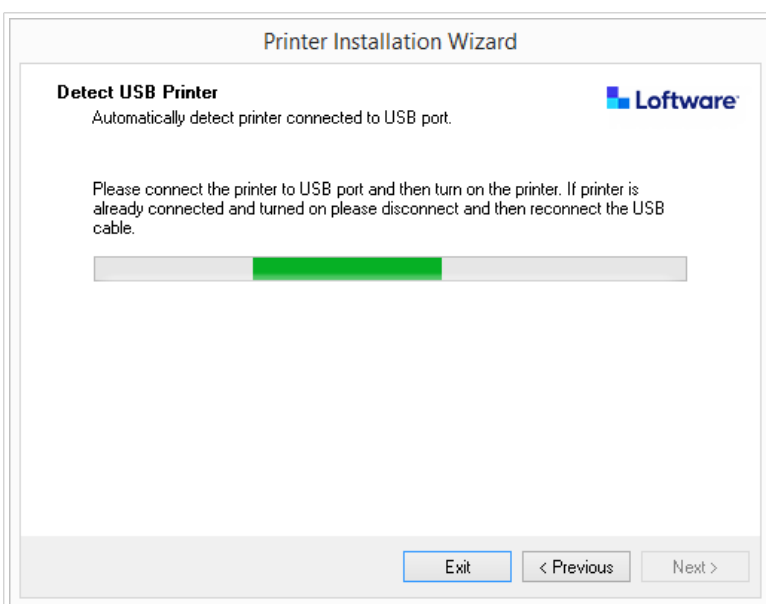 Printer Installation Wizard
Detect USB Printer
Automatically detect printer connected to USB port.
Loftware
Please connect the printer to USB port and then turn on the printer. If printer is
already connected and turned on please disconnect and then reconnect the USB
cable.
Exit
< Previous
Next >